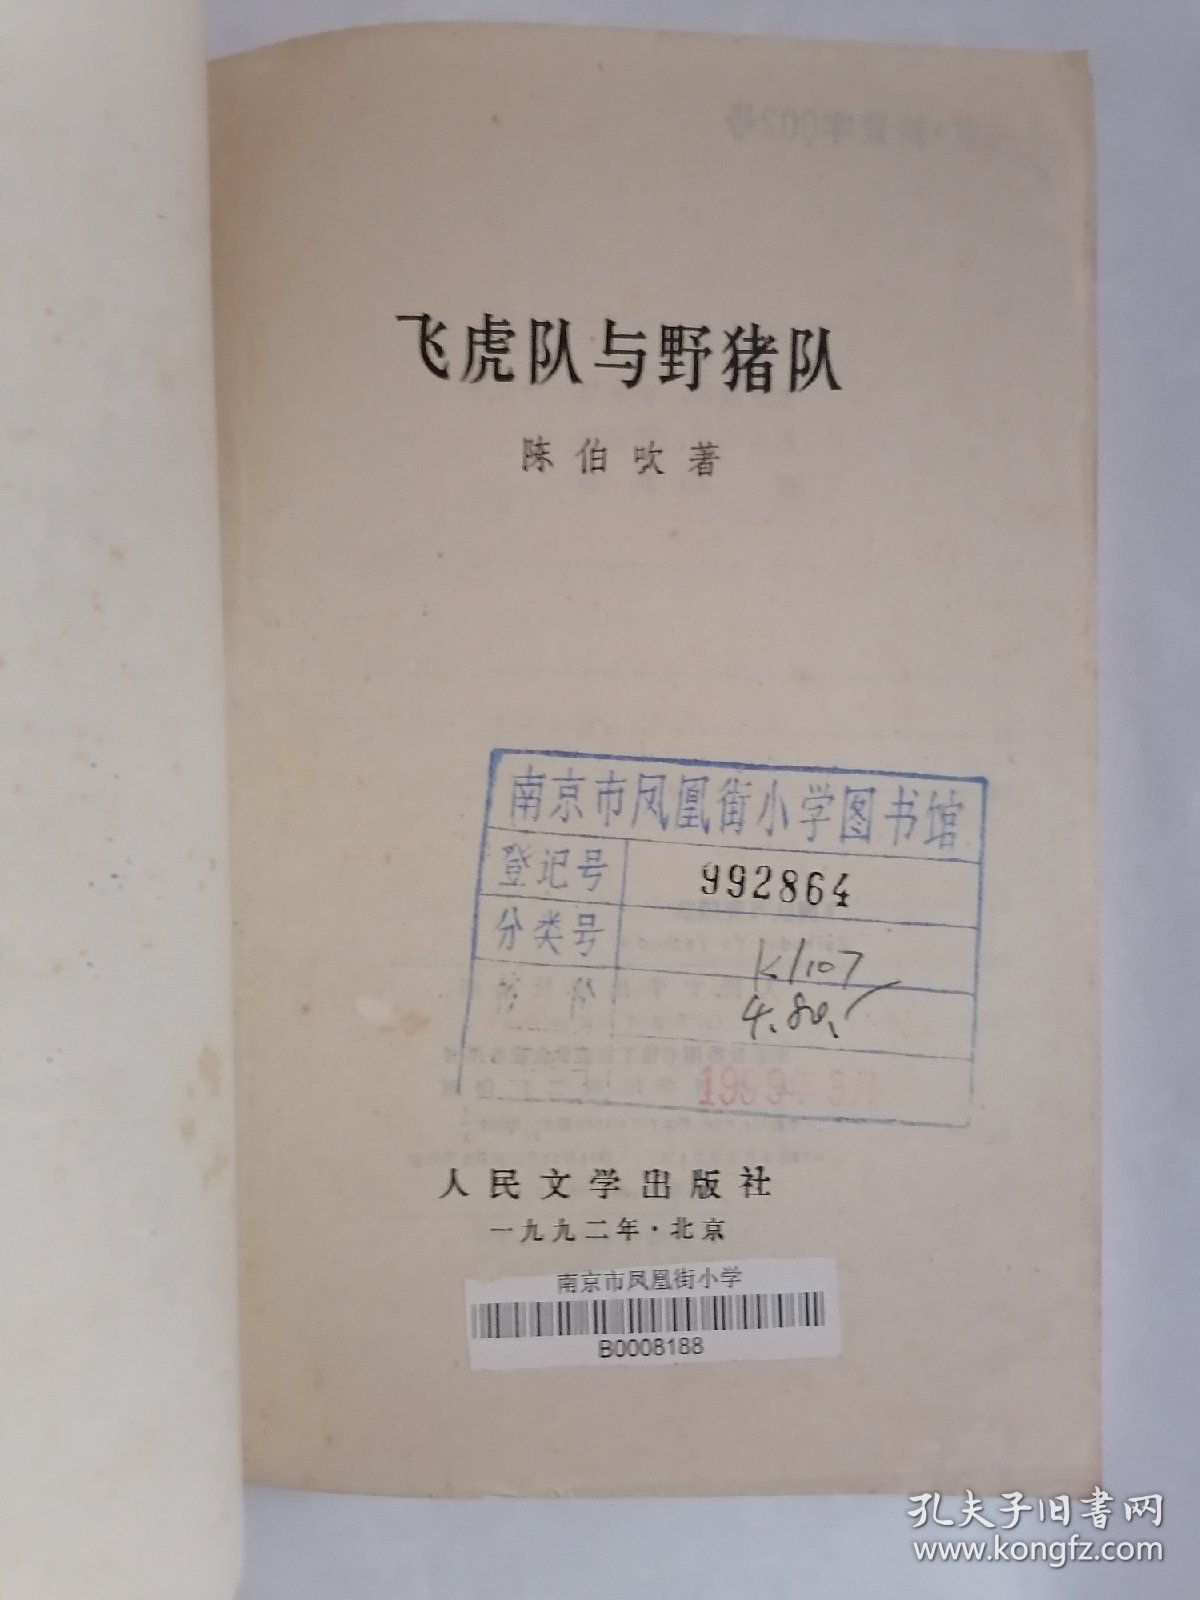 飞虎队与野猪队
陈伯吹著
南京市凤凰街小学图书馆
登记号 992864
分类号 K/107
4.80
人民文学出版社
一九九二年·北京
南京市凤凰街小学
B0008188
孔夫子旧书网
www.kongfz.com